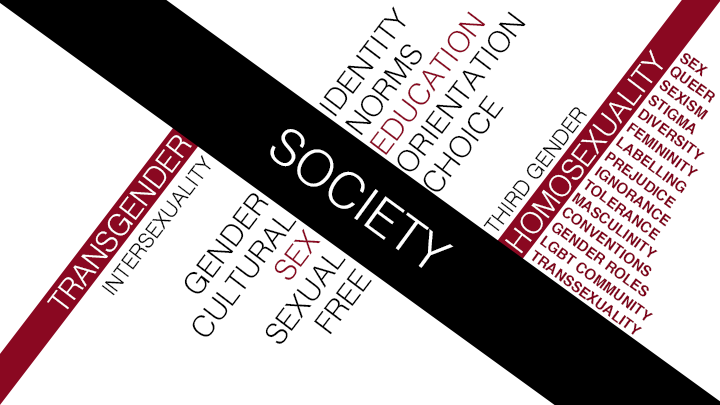 IDENTITY
NORMS
EDUCATION
ORIENTATION
CHOICE
SOCIETY
TRANSGENDER
INTERSEXUALITY
GENDER
CULTURAL
SEX
SEXUAL
FREE
THIRD GENDER
HOMOSEXUALITY
SEX
QUEER
SEXISM
STIGMA
DIVERSITY
FEMININITY
LABELLING
PREJUDICE
IGNORANCE
TOLERANCE
MASCULINITY
CONVENTIONS
GENDER ROLES
LGBT COMMUNITY
TRANSSEXUALITY